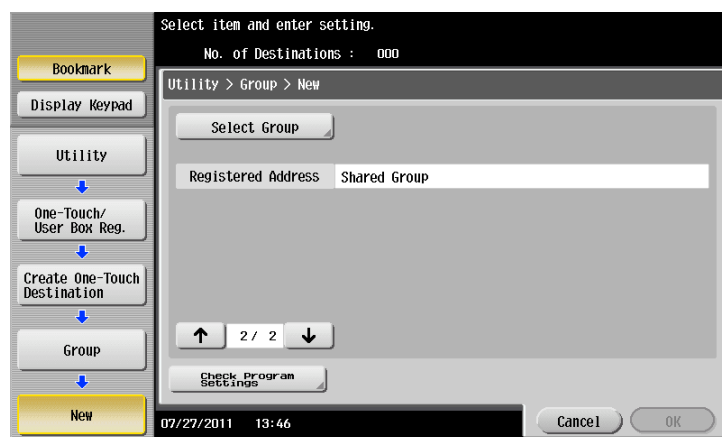 Select item and enter setting.
No. of Destinations : 000
Bookmark
Display Keypad
Utility
One-Touch/
User Box Reg.
Create One-Touch
Destination
Group
New
Utility > Group > New
Select Group
Registered Address Shared Group
↑ 2/ 2 ↓
Check Program
Settings
07/27/2011 13:46
Cancel
OK